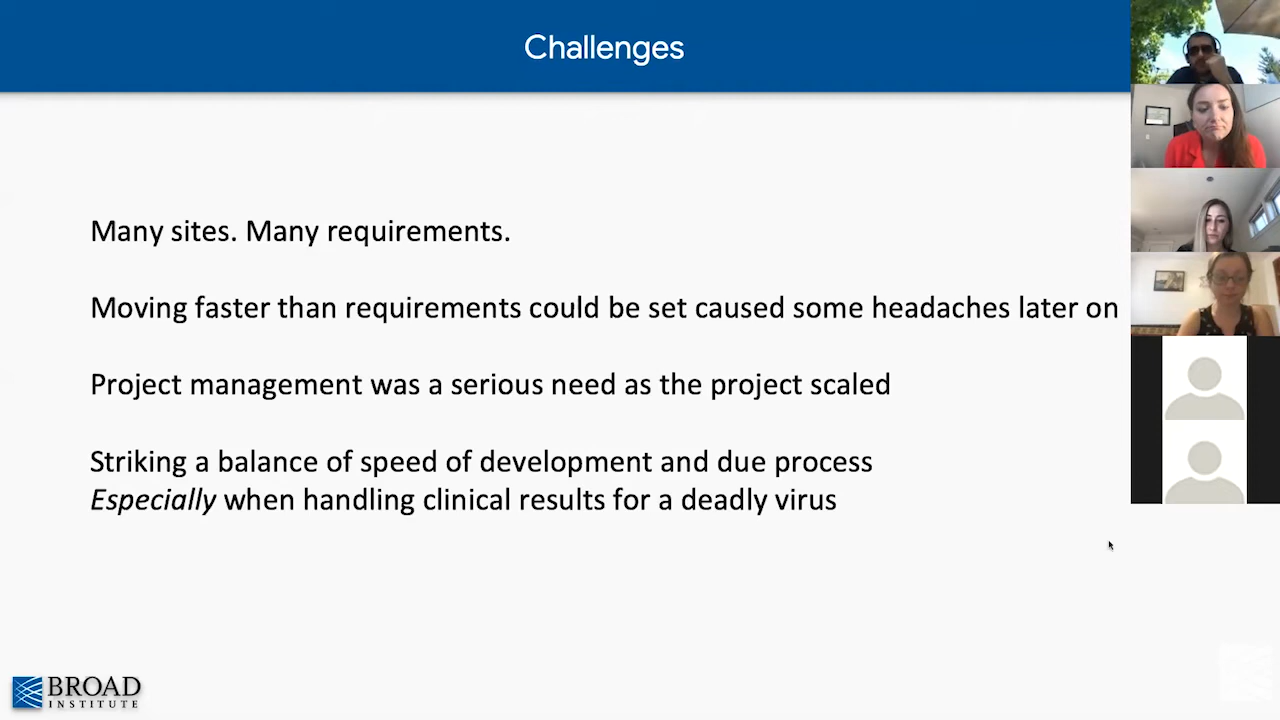 Challenges
Many sites. Many requirements.
Moving faster than requirements could be set caused some headaches later on
Project management was a serious need as the project scaled
Striking a balance of speed of development and due process
Especially when handling clinical results for a deadly virus
BROAD
INSTITUTE